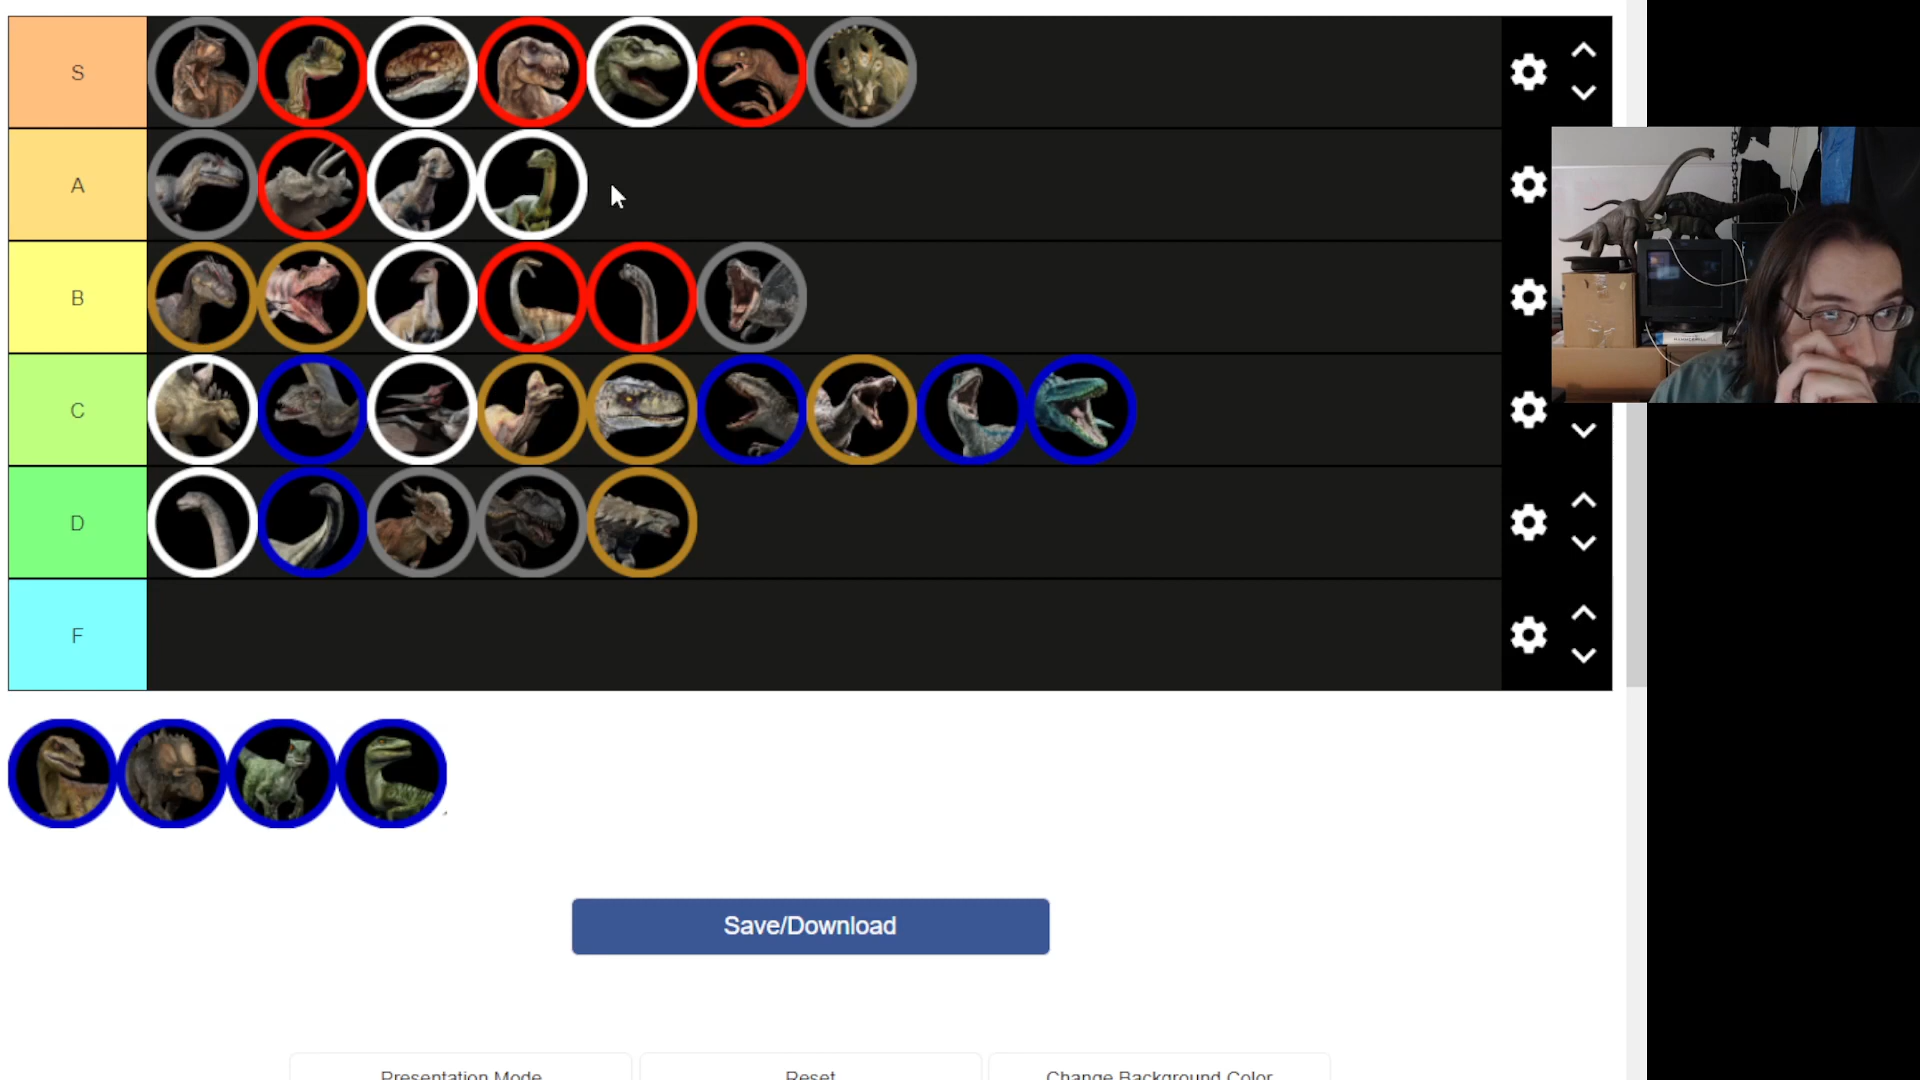 S
A
B
C
D
F
Save/Download
Presentation Mode
Reset
Change Background Color